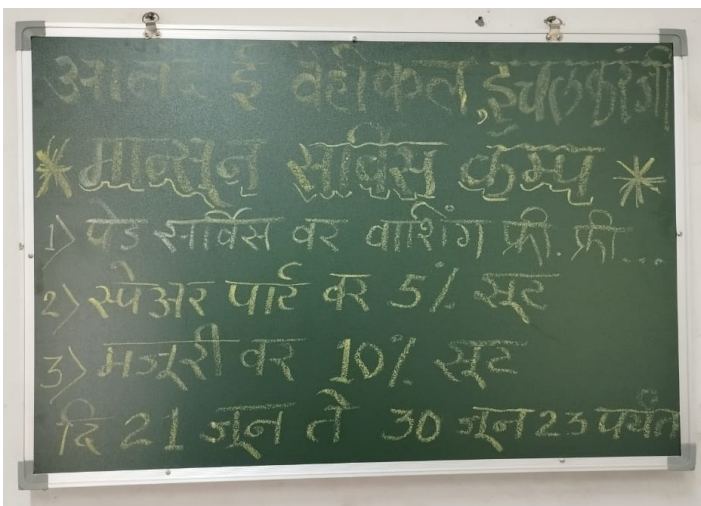 आनंद ई वेहीकल, इचलकरंजी
* मान्सून सर्विस कॅम्प *
1) पेड सर्विस वर वाशिंग फ्री. फ्री...
2) स्पेअर पार्ट वर 5% सूट
3) मजूरी वर 10% सूट
दि 21 जून ते 30 जून 23 पर्यंत